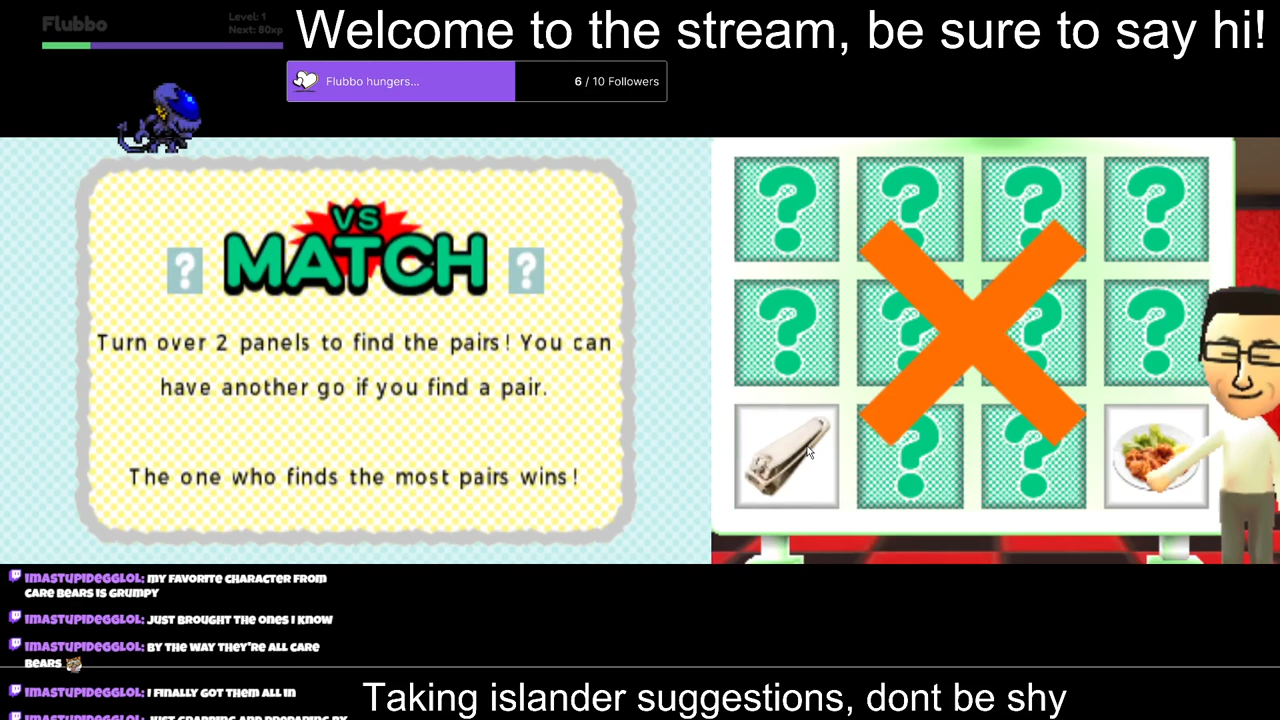 Flubbo
Level: 1
Next: 80xp
Welcome to the stream, be sure to say hi!
Flubbo hungers...
6 / 10 Followers
VS
? MATCH ?
Turn over 2 panels to find the pairs! You can
have another go if you find a pair.
The one who finds the most pairs wins!
? ? ? ?
? ? ? ?
? ?
IMASTUPIDEGGLOL: MY FAVORITE CHARACTER FROM
CARE BEARS IS GRUMPY
IMASTUPIDEGGLOL: JUST BROUGHT THE ONES I KNOW
IMASTUPIDEGGLOL: BY THE WAY THEY'RE ALL CARE
BEARS
IMASTUPIDEGGLOL: I FINALLY GOT THEM ALL IN
Taking islander suggestions, dont be shy